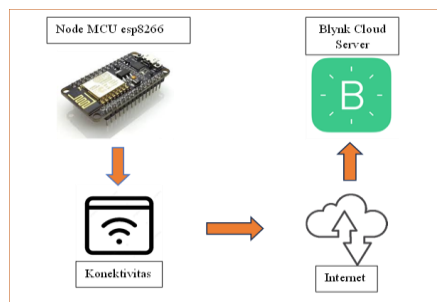 Node MCU esp8266
Blynk Cloud
Server
B
Konektivitas
Internet